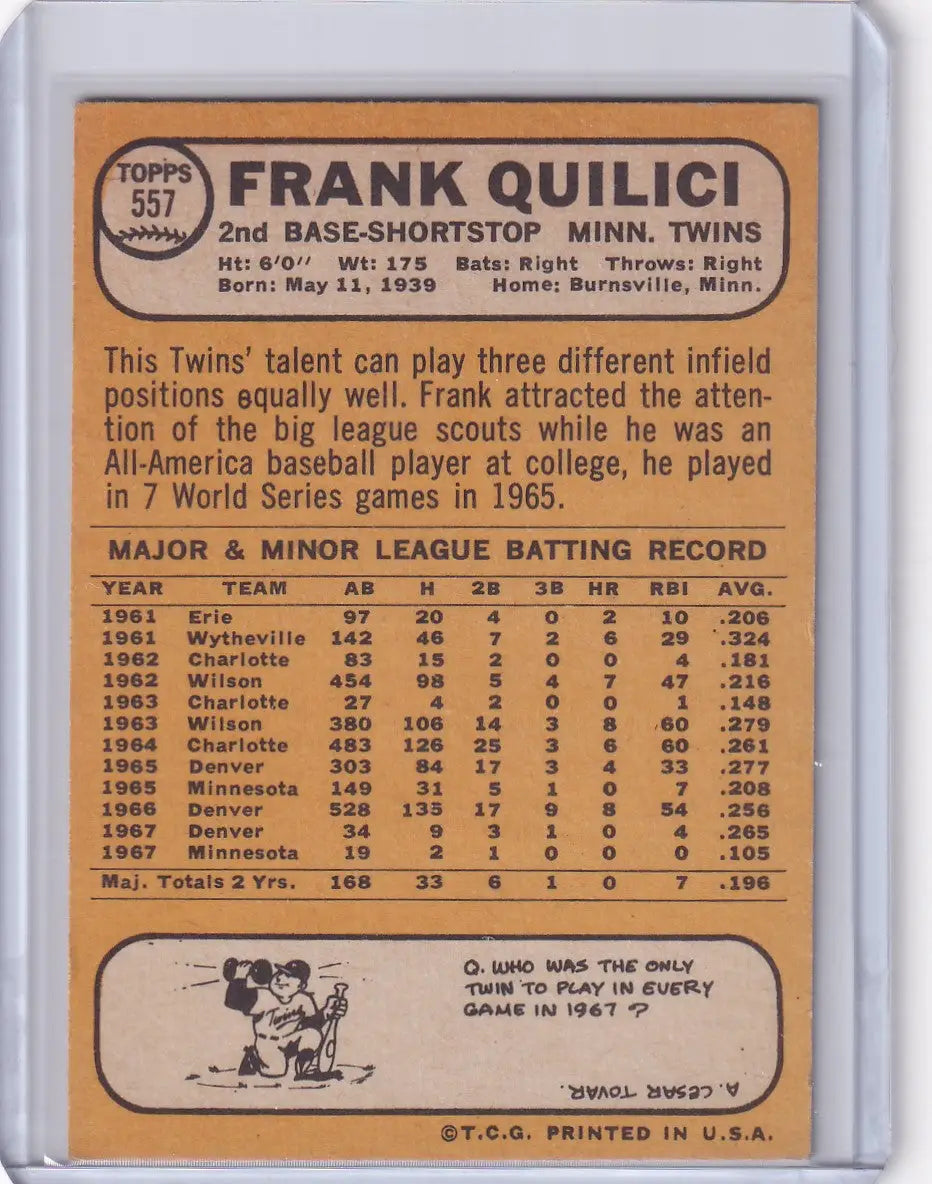 TOPPS
557
FRANK QUILICI
2nd BASE-SHORTSTOP MINN. TWINS
Ht: 6'0'' Wt: 175 Bats: Right Throws: Right
Born: May 11, 1939 Home: Burnsville, Minn.
This Twins' talent can play three different infield
positions equally well. Frank attracted the atten-
tion of the big league scouts while he was an
All-America baseball player at college, he played
in 7 World Series games in 1965.
MAJOR & MINOR LEAGUE BATTING RECORD
YEAR TEAM AB H 2B 3B HR RBI AVG.
1961 Erie 97 20 4 0 2 10 .206
1961 Wytheville 142 46 7 2 6 29 .324
1962 Charlotte 83 15 2 0 0 4 .181
1962 Wilson 454 98 5 4 7 47 .216
1963 Charlotte 27 4 2 0 0 1 .148
1963 Wilson 380 106 14 3 8 60 .279
1964 Charlotte 483 126 25 3 6 60 .261
1965 Denver 303 84 17 3 4 33 .277
1965 Minnesota 149 31 5 1 0 7 .208
1966 Denver 528 135 17 9 8 54 .256
1967 Denver 34 9 3 1 0 4 .265
1967 Minnesota 19 2 1 0 0 0 .105
Maj. Totals 2 Yrs. 168 33 6 1 0 7 .196
Twins
Q. WHO WAS THE ONLY
TWIN TO PLAY IN EVERY
GAME IN 1967 ?
A. CESAR TOVAR.
©T.C.G. PRINTED IN U.S.A.